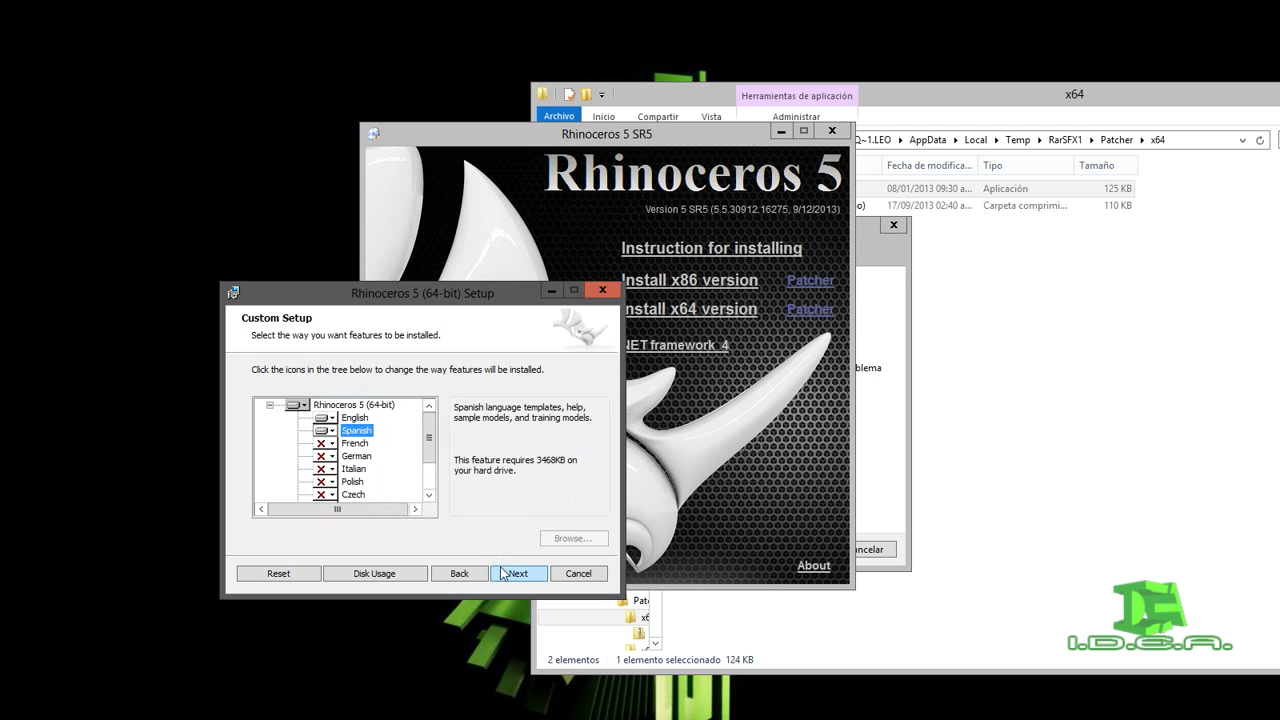 Herramientas de aplicación
x64
Archivo
Inicio
Compartir
Vista
Administrar
Q~1.LEO
AppData
Local
Temp
RarSFX1
Patcher
x64
Fecha de modifica...
Tipo
Tamaño
08/01/2013 09:30 a...
Aplicación
125 KB
o)
17/09/2013 02:40 a...
Carpeta comprimi...
110 KB
Rhinoceros 5 SR5
Rhinoceros 5
Version 5 SR5 (5.5.30912.16275, 9/12/2013)
Instruction for installing
Install x86 version
Patcher
Install x64 version
Patcher
.NET framework 4
About
blema
ancelar
Rhinoceros 5 (64-bit) Setup
Custom Setup
Select the way you want features to be installed.
Click the icons in the tree below to change the way features will be installed.
Rhinoceros 5 (64-bit)
English
Spanish
French
German
Italian
Polish
Czech
Spanish language templates, help,
sample models, and training models.
This feature requires 3468KB on
your hard drive.
Browse...
Reset
Disk Usage
Back
Next
Cancel
Pat
x6
2 elementos
1 elemento seleccionado 124 KB
I.D.E.A.